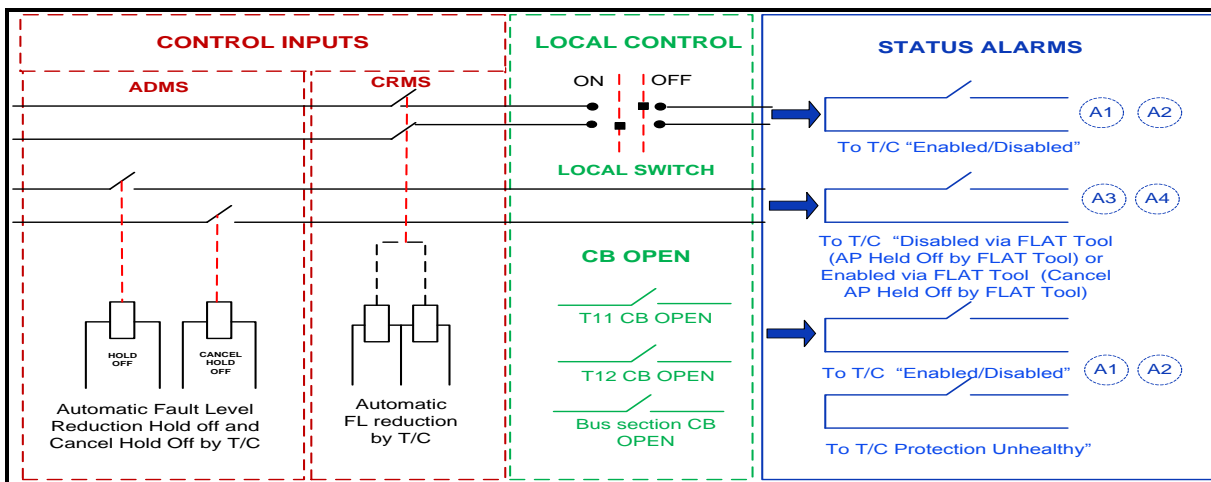 CONTROL INPUTS
ADMS
CRMS
HOLD
OFF
CANCEL
HOLD
OFF
Automatic Fault Level
Reduction Hold off and
Cancel Hold Off by T/C
Automatic
FL reduction
by T/C
LOCAL CONTROL
ON
OFF
LOCAL SWITCH
CB OPEN
T11 CB OPEN
T12 CB OPEN
Bus section CB
OPEN
STATUS ALARMS
A1
A2
To T/C “Enabled/Disabled”
A3
A4
To T/C “Disabled via FLAT Tool
(AP Held Off by FLAT Tool) or
Enabled via FLAT Tool (Cancel
AP Held Off by FLAT Tool)
To T/C “Enabled/Disabled”
A1
A2
To T/C Protection Unhealthy”